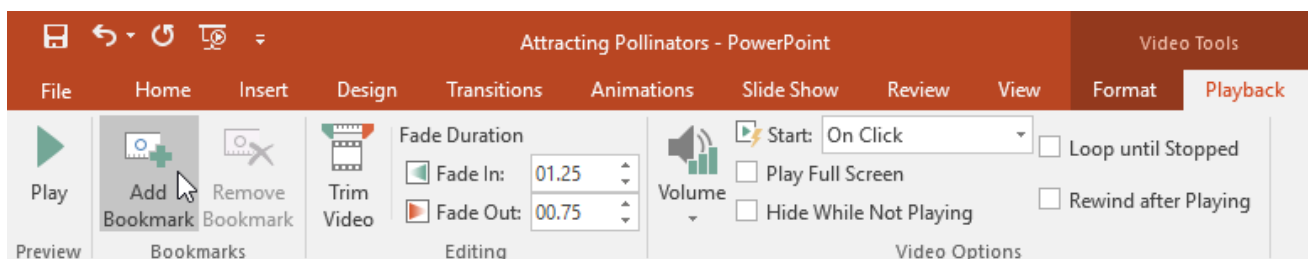 Attracting Pollinators - PowerPoint
Video Tools
File Home Insert Design Transitions Animations Slide Show Review View Format Playback
Play
Add Bookmark
Remove Bookmark
Trim Video
Fade Duration
Fade In: 01.25
Fade Out: 00.75
Volume
Start: On Click
Play Full Screen
Hide While Not Playing
Loop until Stopped
Rewind after Playing
Preview Bookmarks Editing Video Options